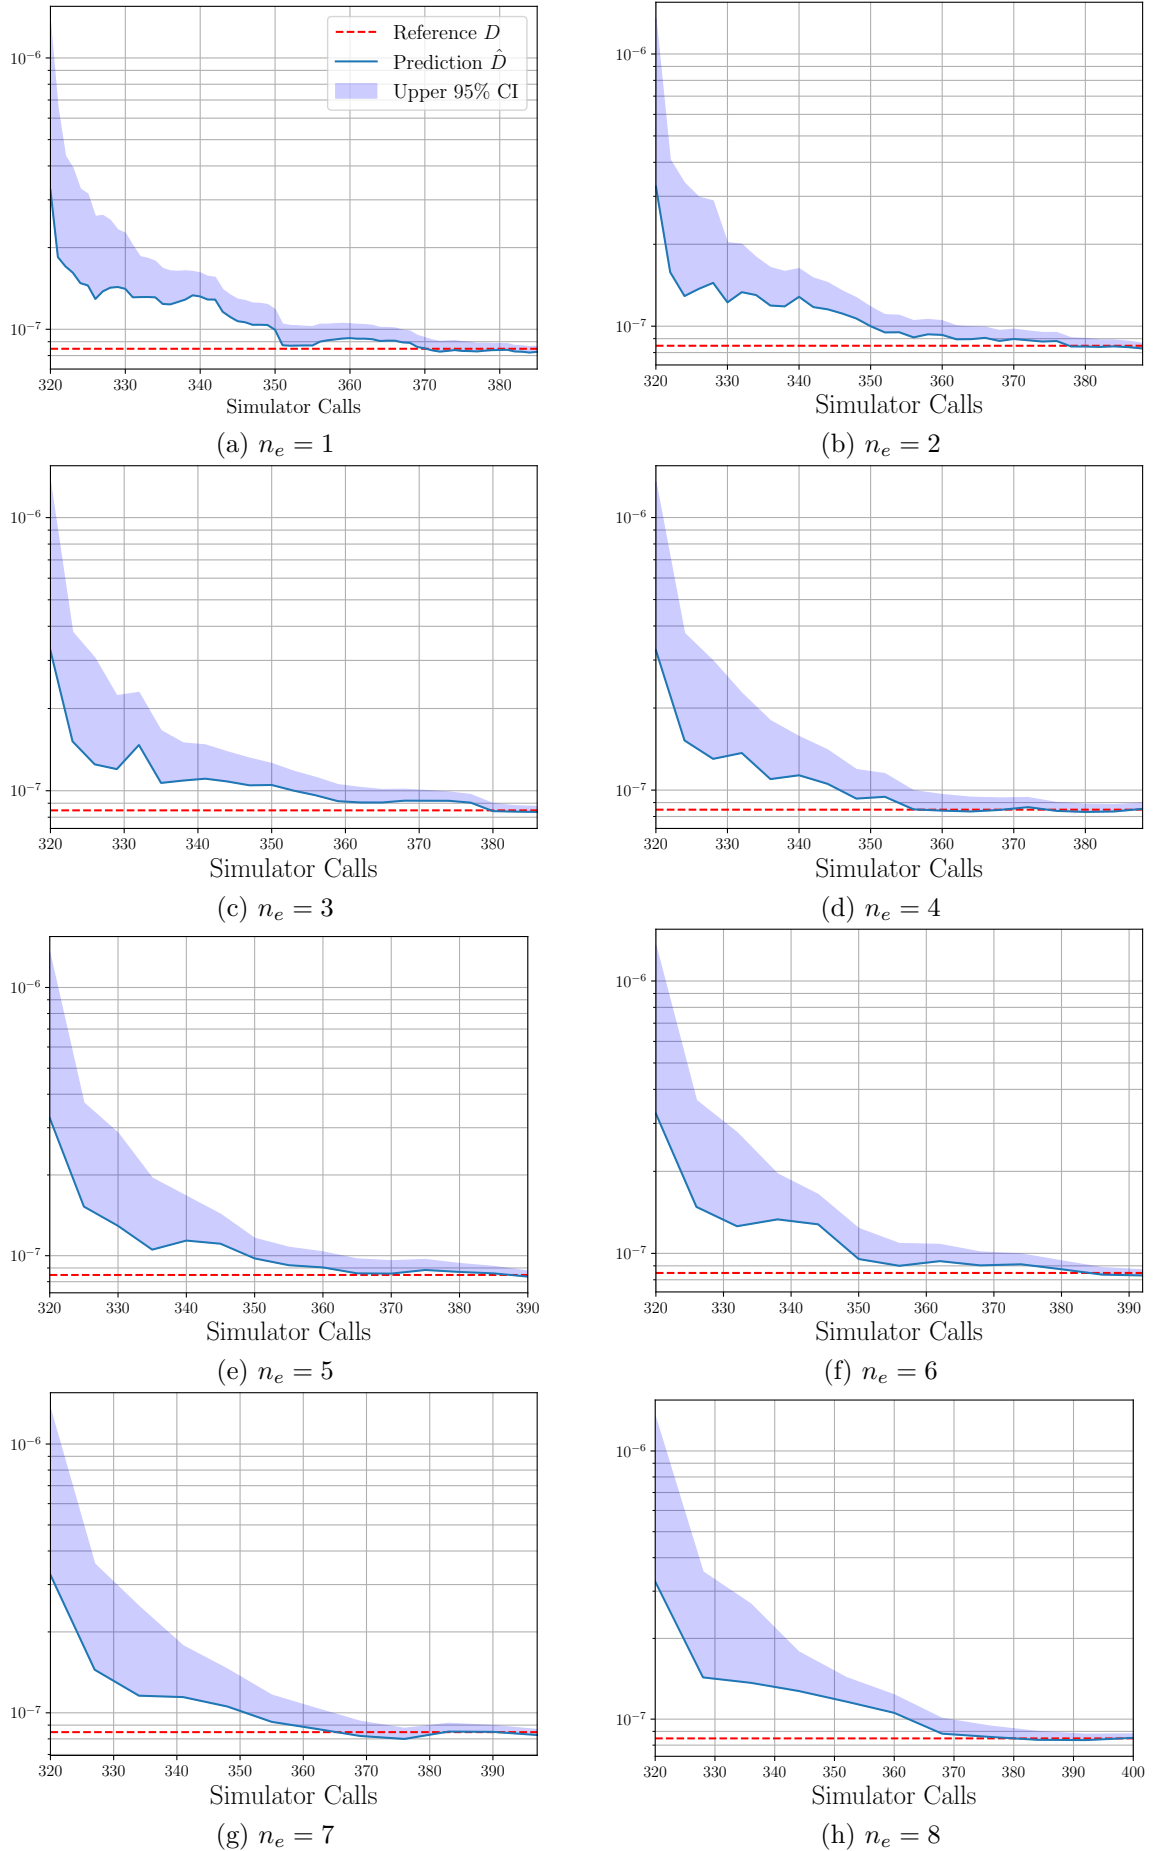 Reference D
Prediction D̂
Upper 95% CI
10⁻⁶
10⁻⁷
320 330 340 350 360 370 380
Simulator Calls
(a) nₑ = 1
10⁻⁶
10⁻⁷
320 330 340 350 360 370 380
Simulator Calls
(b) nₑ = 2
10⁻⁶
10⁻⁷
320 330 340 350 360 370 380
Simulator Calls
(c) nₑ = 3
10⁻⁶
10⁻⁷
320 330 340 350 360 370 380
Simulator Calls
(d) nₑ = 4
10⁻⁶
10⁻⁷
320 330 340 350 360 370 380 390
Simulator Calls
(e) nₑ = 5
10⁻⁶
10⁻⁷
320 330 340 350 360 370 380 390
Simulator Calls
(f) nₑ = 6
10⁻⁶
10⁻⁷
320 330 340 350 360 370 380 390
Simulator Calls
(g) nₑ = 7
10⁻⁶
10⁻⁷
320 330 340 350 360 370 380 390 400
Simulator Calls
(h) nₑ = 8